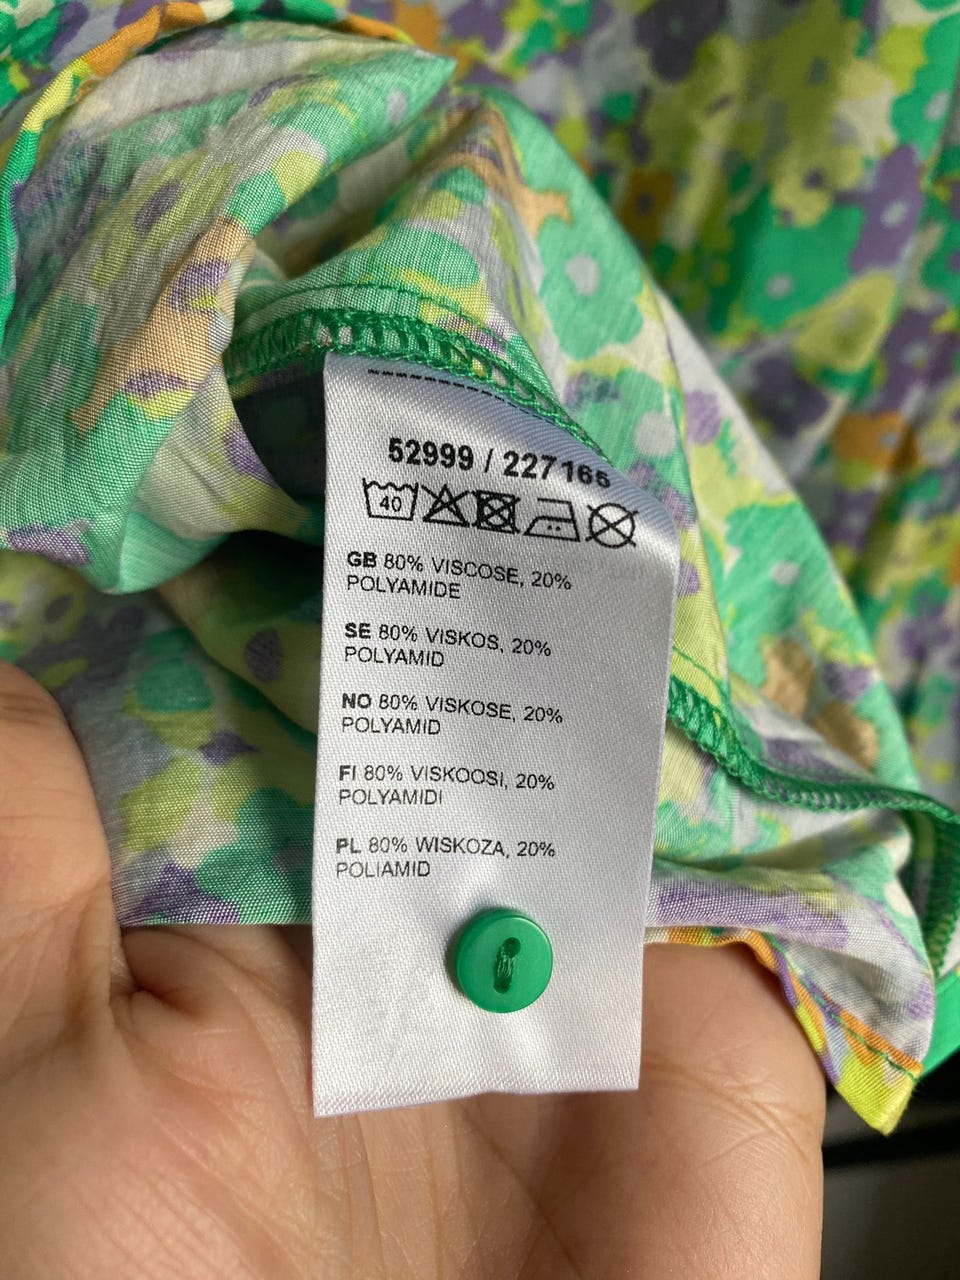 52999 / 227166
40
GB 80% VISCOSE, 20%
POLYAMIDE
SE 80% VISKOS, 20%
POLYAMID
NO 80% VISKOSE, 20%
POLYAMID
FI 80% VISKOOSI, 20%
POLYAMIDI
PL 80% WISKOZA, 20%
POLIAMID